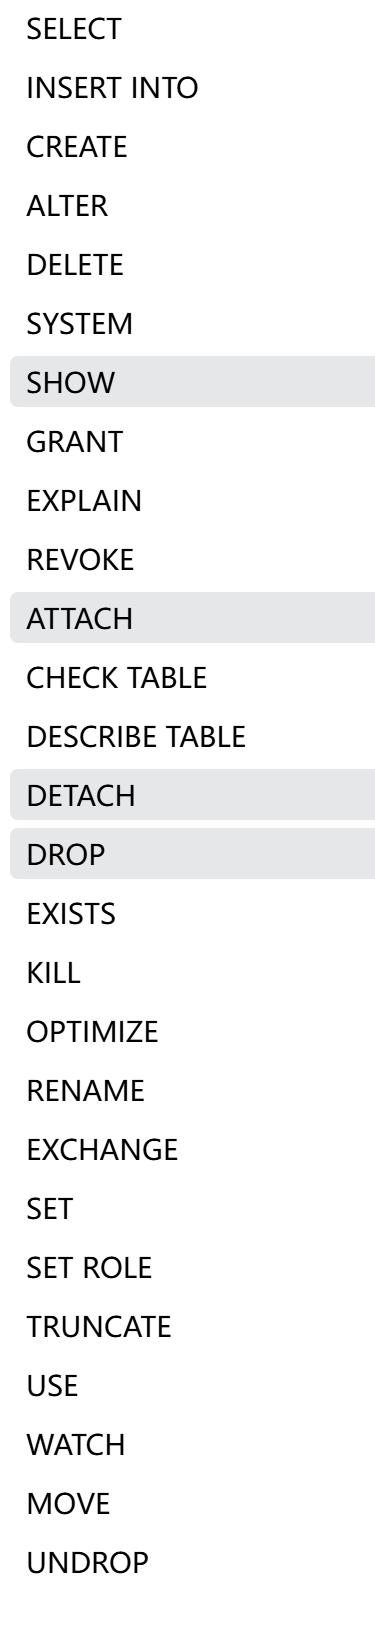 SELECT
INSERT INTO
CREATE
ALTER
DELETE
SYSTEM
SHOW
GRANT
EXPLAIN
REVOKE
ATTACH
CHECK TABLE
DESCRIBE TABLE
DETACH
DROP
EXISTS
KILL
OPTIMIZE
RENAME
EXCHANGE
SET
SET ROLE
TRUNCATE
USE
WATCH
MOVE
UNDROP